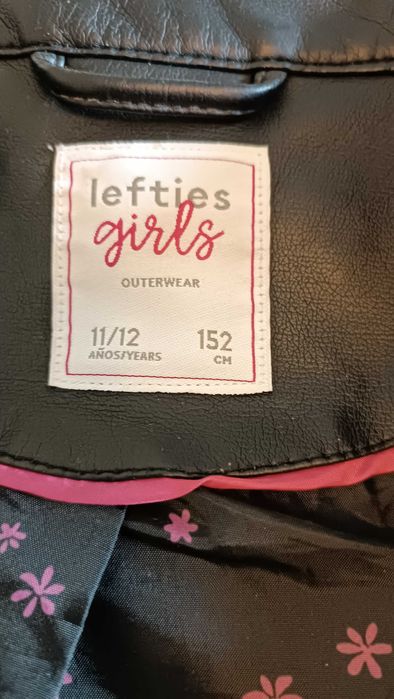 lefties
girls
OUTERWEAR
11/12 152
AÑOS/YEARS CM